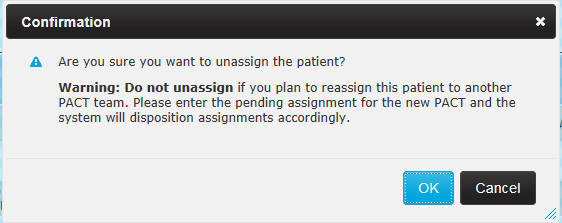 Confirmation
Are you sure you want to unassign the patient?
Warning: Do not unassign if you plan to reassign this patient to another
PACT team. Please enter the pending assignment for the new PACT and the
system will disposition assignments accordingly.
OK Cancel